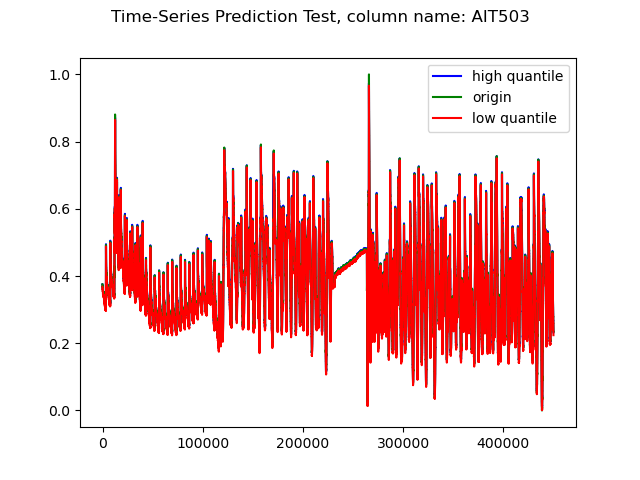 Time-Series Prediction Test, column name: AIT503
high quantile
origin
low quantile
1.0
0.8
0.6
0.4
0.2
0.0
0 100000 200000 300000 400000